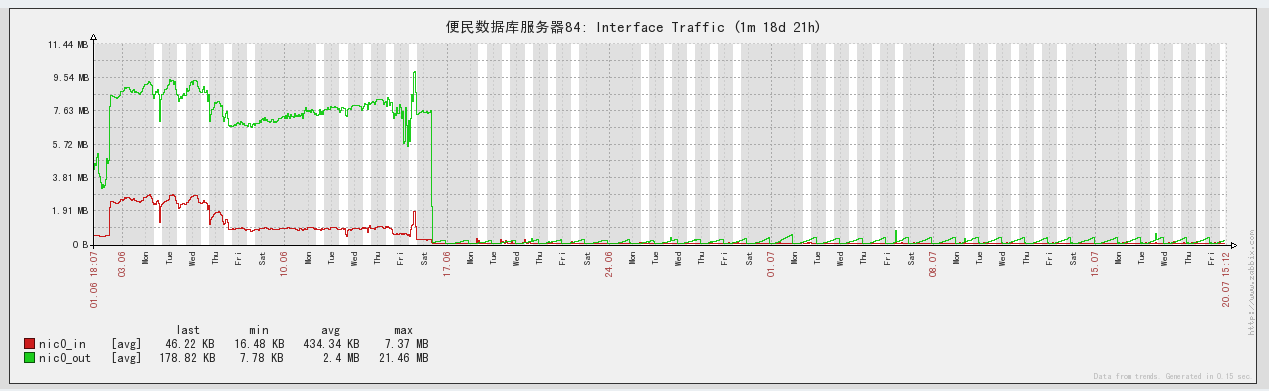 便民数据库服务器84: Interface Traffic (1m 18d 21h)
11.44 MB
9.54 MB
7.63 MB
5.72 MB
3.81 MB
1.91 MB
0 B
01.06 18:07 03.06 Mon Tue Wed Thu Fri Sat 10.06 Mon Tue Wed Thu Fri Sat 17.06 Mon Tue Wed Thu Fri Sat 24.06 Mon Tue Wed Thu Fri Sat 01.07 Mon Tue Wed Thu Fri Sat 08.07 Mon Tue Wed Thu Fri Sat 15.07 Mon Tue Wed Thu Fri 20.07 15:12
http://www.zabbix.com
last min avg max
nic0_in [avg] 46.22 KB 16.48 KB 434.34 KB 7.37 MB
nic0_out [avg] 178.82 KB 7.78 KB 2.4 MB 21.46 MB
Data from trends. Generated in 0.15 sec.